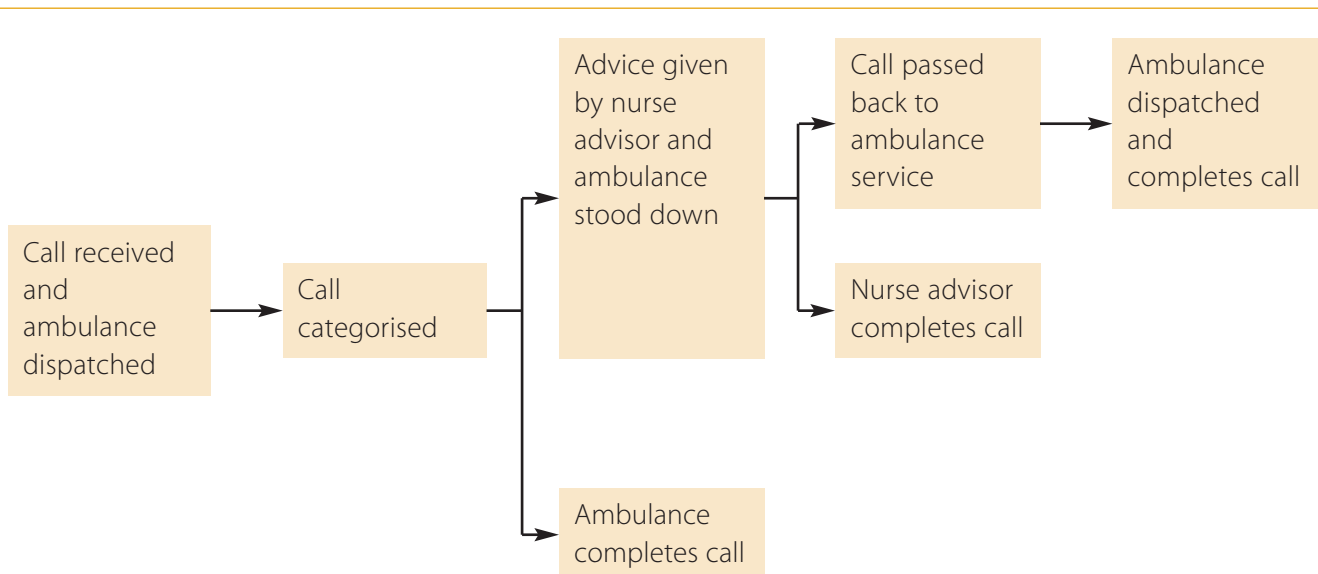 Call received
and
ambulance
dispatched
Call
categorised
Advice given
by nurse
advisor and
ambulance
stood down
Ambulance
completes call
Call passed
back to
ambulance
service
Nurse advisor
completes call
Ambulance
dispatched
and
completes call